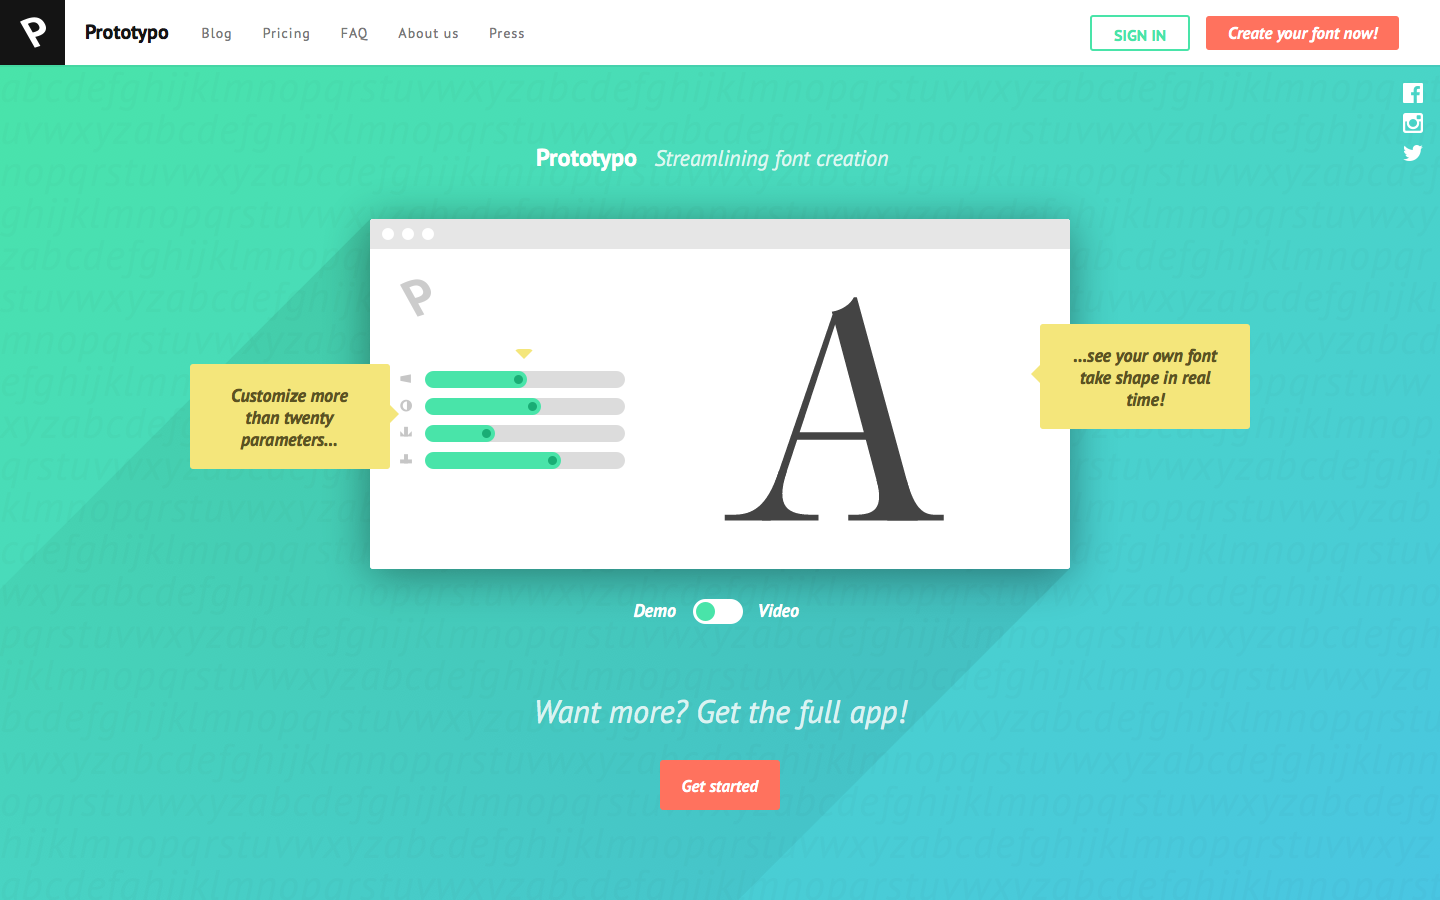 P Prototypo Blog Pricing FAQ About us Press SIGN IN Create your font now!
Prototypo Streamlining font creation
P
A
Customize more
than twenty
parameters...
...see your own font
take shape in real
time!
Demo Video
Want more? Get the full app!
Get started